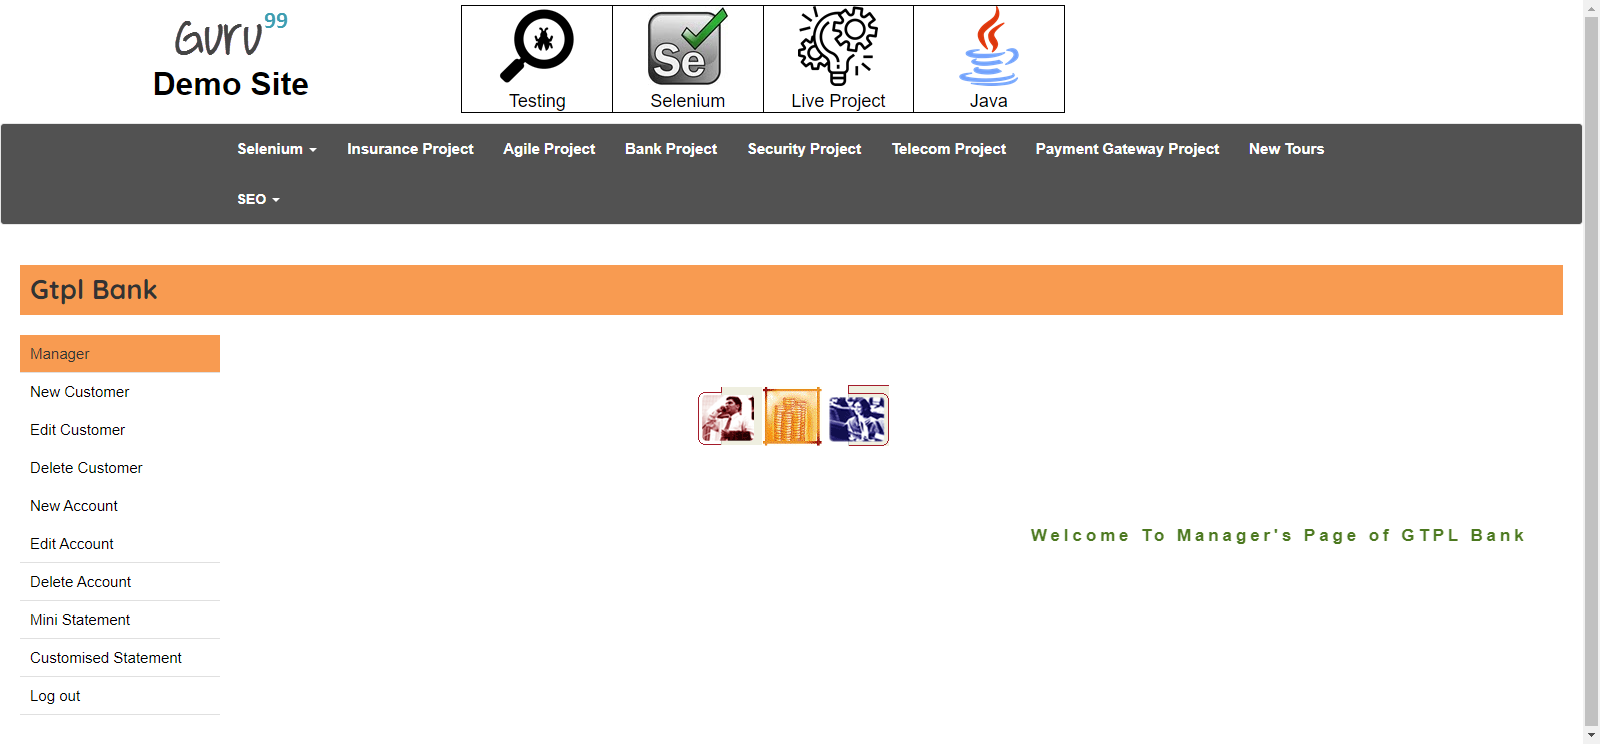 Guru99
Demo Site
Testing
Se
Selenium
Live Project
Java
Selenium Insurance Project Agile Project Bank Project Security Project Telecom Project Payment Gateway Project New Tours
SEO
Gtpl Bank
Manager
New Customer
Edit Customer
Delete Customer
New Account
Edit Account
Delete Account
Mini Statement
Customised Statement
Log out
Welcome To Manager's Page of GTPL Bank